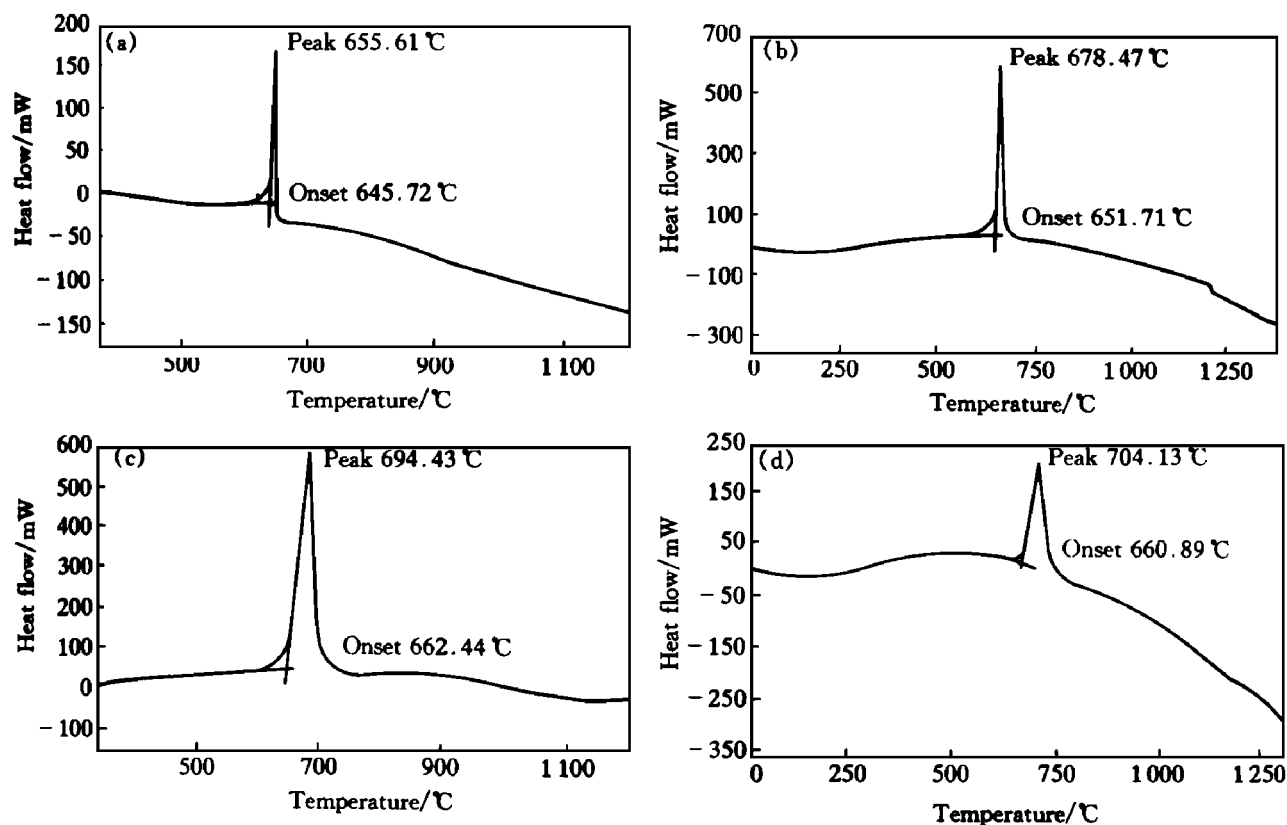 (a)
Peak 655.61℃
Onset 645.72℃
200
150
100
50
0
－50
－100
－150
Heat flow/mW
500
700
900
1 100
Temperature/℃
(b)
Peak 678.47℃
Onset 651.71℃
700
500
300
100
－100
－300
Heat flow/mW
0
250
500
750
1 000
1 250
Temperature/℃
(c)
Peak 694.43℃
Onset 662.44℃
600
500
400
300
200
100
0
－100
Heat flow/mW
500
700
900
1 100
Temperature/℃
(d)
Peak 704.13℃
Onset 660.89℃
250
150
50
－50
－150
－250
－350
Heat flow/mW
0
250
500
750
1 000
1 250
Temperature/℃